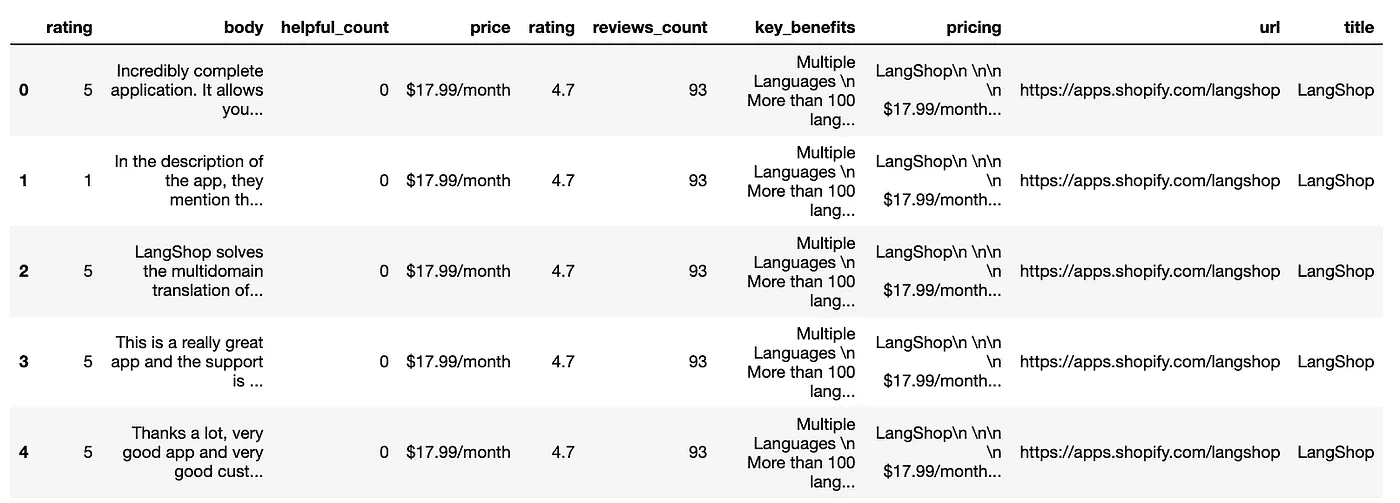 rating body helpful_count price rating reviews_count key_benefits pricing url title
0 5 Incredibly complete application. It allows you... 0 $17.99/month 4.7 93 Multiple Languages \n More than 100 lang... LangShop\n \n\n \n $17.99/month... https://apps.shopify.com/langshop LangShop
1 1 In the description of the app, they mention th... 0 $17.99/month 4.7 93 Multiple Languages \n More than 100 lang... LangShop\n \n\n \n $17.99/month... https://apps.shopify.com/langshop LangShop
2 5 LangShop solves the multidomain translation of... 0 $17.99/month 4.7 93 Multiple Languages \n More than 100 lang... LangShop\n \n\n \n $17.99/month... https://apps.shopify.com/langshop LangShop
3 5 This is a really great app and the support is ... 0 $17.99/month 4.7 93 Multiple Languages \n More than 100 lang... LangShop\n \n\n \n $17.99/month... https://apps.shopify.com/langshop LangShop
4 5 Thanks a lot, very good app and very good cust... 0 $17.99/month 4.7 93 Multiple Languages \n More than 100 lang... LangShop\n \n\n \n $17.99/month... https://apps.shopify.com/langshop LangShop